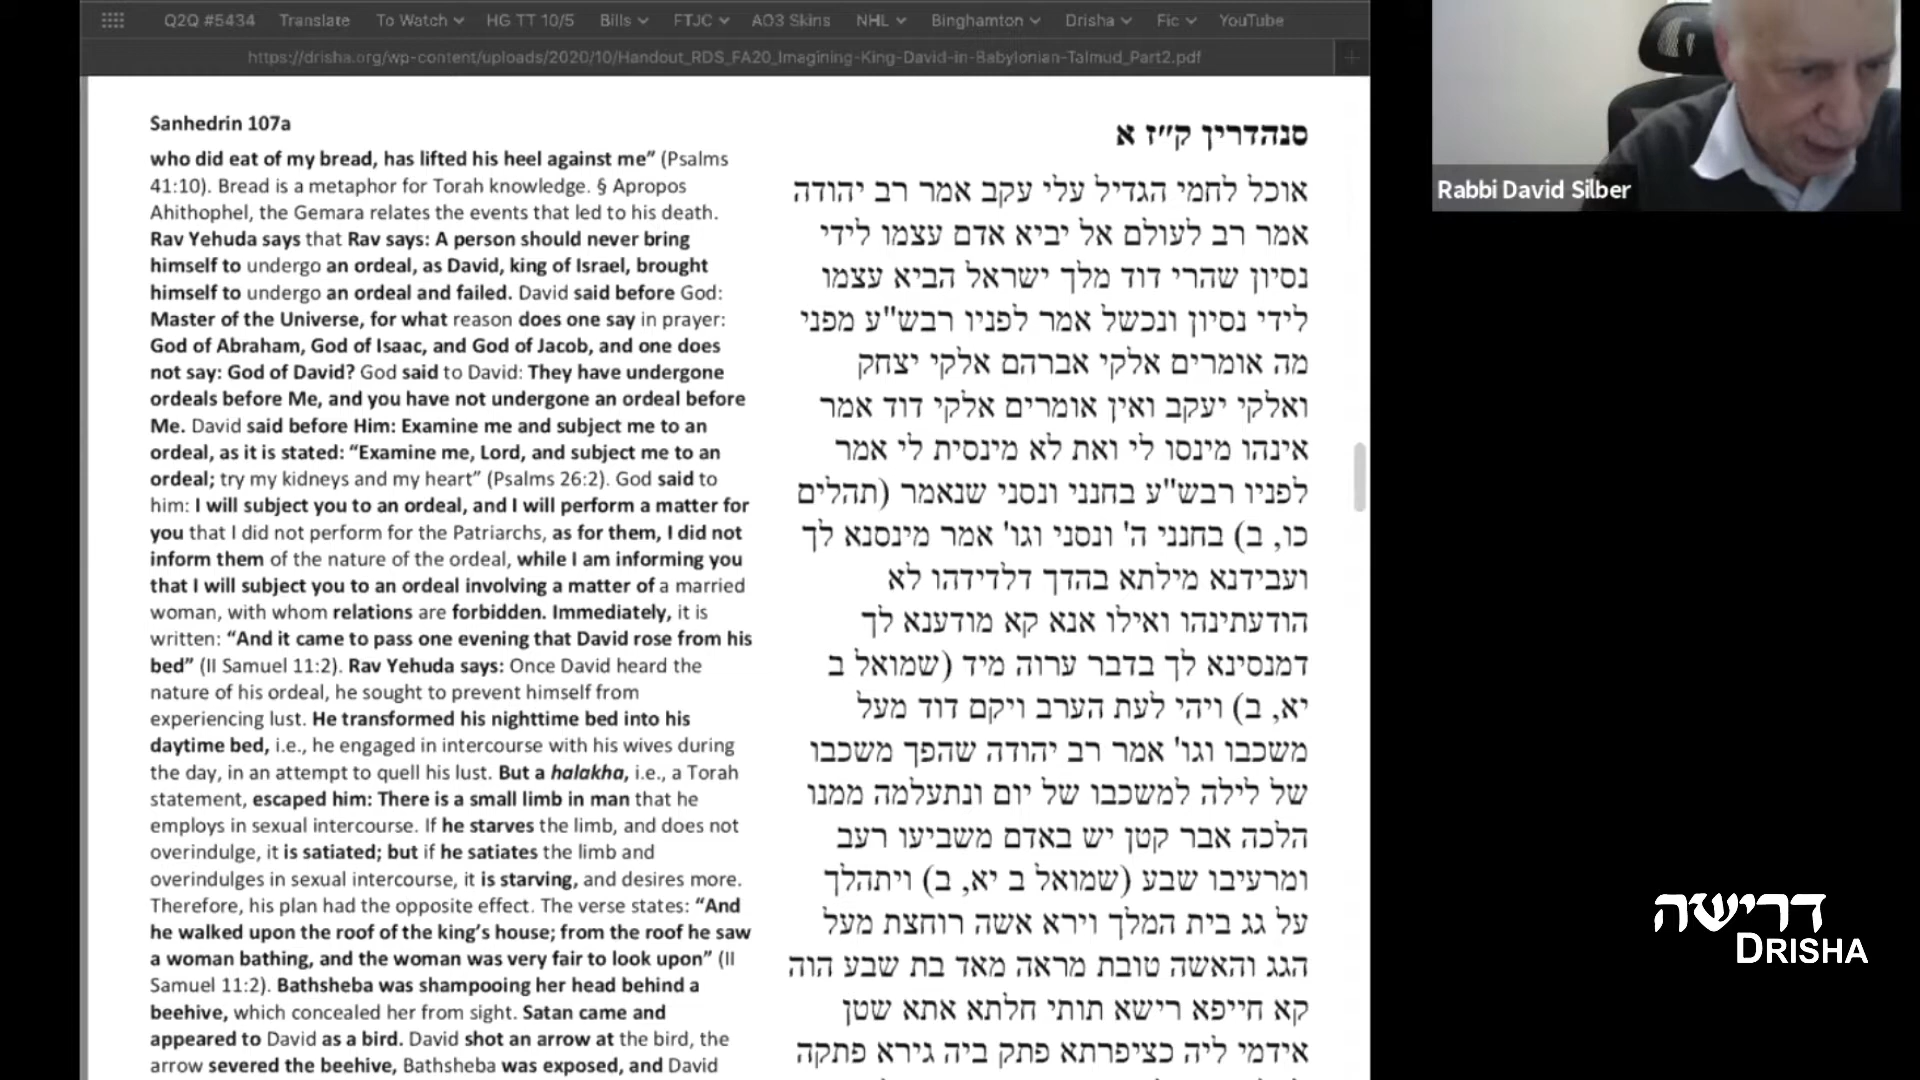 Q2Q #5434 Translate To Watch HG TT 10/5 Bills FTJC AO3 Skins NHL Binghamton Drisha Fic YouTube
https://drisha.org/wp-content/uploads/2020/10/Handout_RDS_FA20_Imagining-King-David-in-Babylonian-Talmud_Part2.pdf
Sanhedrin 107a
who did eat of my bread, has lifted his heel against me” (Psalms
41:10). Bread is a metaphor for Torah knowledge. § Apropos
Ahithophel, the Gemara relates the events that led to his death.
Rav Yehuda says that Rav says: A person should never bring
himself to undergo an ordeal, as David, king of Israel, brought
himself to undergo an ordeal and failed. David said before God:
Master of the Universe, for what reason does one say in prayer:
God of Abraham, God of Isaac, and God of Jacob, and one does
not say: God of David? God said to David: They have undergone
ordeals before Me, and you have not undergone an ordeal before
Me. David said before Him: Examine me and subject me to an
ordeal, as it is stated: “Examine me, Lord, and subject me to an
ordeal; try my kidneys and my heart” (Psalms 26:2). God said to
him: I will subject you to an ordeal, and I will perform a matter for
you that I did not perform for the Patriarchs, as for them, I did not
inform them of the nature of the ordeal, while I am informing you
that I will subject you to an ordeal involving a matter of a married
woman, with whom relations are forbidden. Immediately, it is
written: “And it came to pass one evening that David rose from his
bed” (II Samuel 11:2). Rav Yehuda says: Once David heard the
nature of his ordeal, he sought to prevent himself from
experiencing lust. He transformed his nighttime bed into his
daytime bed, i.e., he engaged in intercourse with his wives during
the day, in an attempt to quell his lust. But a halakha, i.e., a Torah
statement, escaped him: There is a small limb in man that he
employs in sexual intercourse. If he starves the limb, and does not
overindulge, it is satiated; but if he satiates the limb and
overindulges in sexual intercourse, it is starving, and desires more.
Therefore, his plan had the opposite effect. The verse states: “And
he walked upon the roof of the king’s house; from the roof he saw
a woman bathing, and the woman was very fair to look upon” (II
Samuel 11:2). Bathsheba was shampooing her head behind a
beehive, which concealed her from sight. Satan came and
appeared to David as a bird. David shot an arrow at the bird, the
arrow severed the beehive, Bathsheba was exposed, and David
סנהדרין ק״ז א
אוכל לחמי הגדיל עלי עקב אמר רב יהודה
אמר רב לעולם אל יביא אדם עצמו לידי
נסיון שהרי דוד מלך ישראל הביא עצמו
לידי נסיון ונכשל אמר לפניו רבש"ע מפני
מה אומרים אלקי אברהם אלקי יצחק
ואלקי יעקב ואין אומרים אלקי דוד אמר
אינהו מינסו לי ואת לא מינסית לי אמר
לפניו רבש"ע בחנני ונסני שנאמר (תהלים
כו, ב) בחנני ה' ונסני וגו' אמר מינסנא לך
ועבידנא מילתא בהדך דלדידהו לא
הודעתינהו ואילו אנא קא מודענא לך
דמנסינא לך בדבר ערוה מיד (שמואל ב
יא, ב) ויהי לעת הערב ויקם דוד מעל
משכבו וגו' אמר רב יהודה שהפך משכבו
של לילה למשכבו של יום ונתעלמה ממנו
הלכה אבר קטן יש באדם משביעו רעב
ומרעיבו שבע (שמואל ב יא, ב) ויתהלך
על גג בית המלך וירא אשה רוחצת מעל
הגג והאשה טובת מראה מאד בת שבע הוה
קא חייפא רישא תותי חלתא אתא שטן
אידמי ליה כציפרתא פתק ביה גירא פתקה
Rabbi David Silber
דרישה
DRISHA